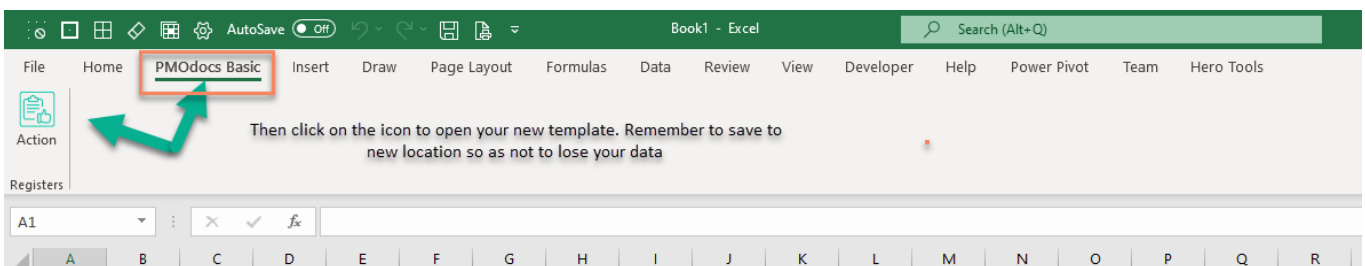 AutoSave Off Book1 - Excel Search (Alt+Q)
File Home PMOdocs Basic Insert Draw Page Layout Formulas Data Review View Developer Help Power Pivot Team Hero Tools
Action
Then click on the icon to open your new template. Remember to save to
new location so as not to lose your data
Registers
A1 fx
A B C D E F G H I J K L M N O P Q R